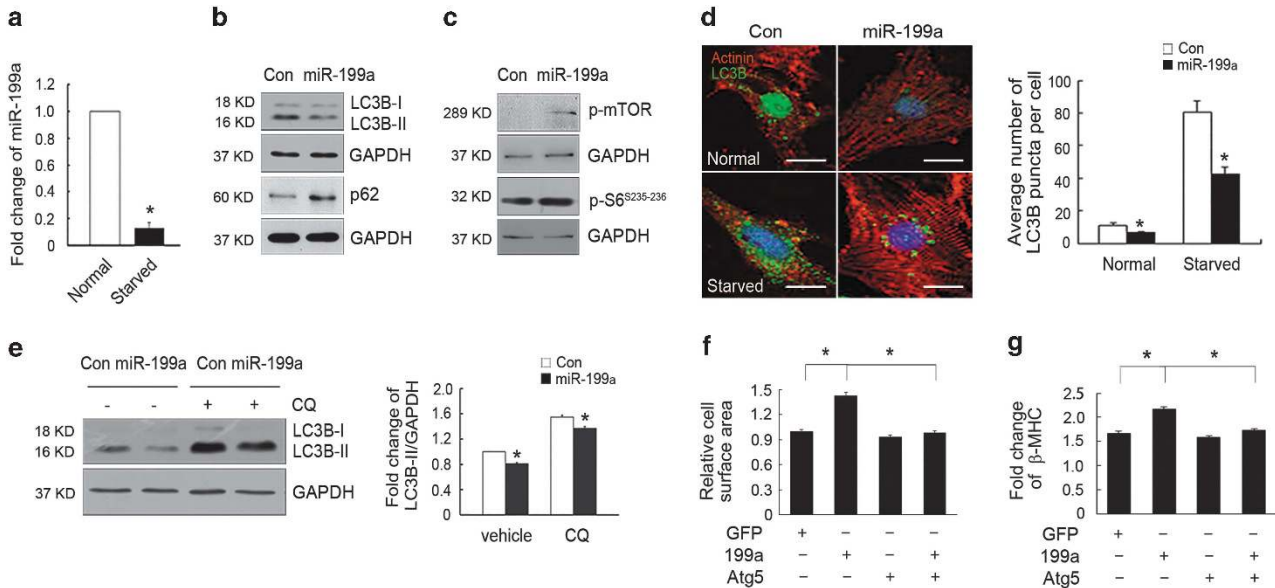 a
Fold change of miR-199a
1.2
1.0
0.8
0.6
0.4
0.2
0
*
Normal
Starved
b
Con miR-199a
18 KD
LC3B-I
16 KD
LC3B-II
37 KD
GAPDH
60 KD
p62
37 KD
GAPDH
c
Con miR-199a
289 KD
p-mTOR
37 KD
GAPDH
32 KD
p-S6S235-236
37 KD
GAPDH
d
Con
miR-199a
Actinin
LC3B
Normal
Starved
Average number of
LC3B puncta per cell
Con
miR-199a
100
80
60
40
20
0
*
*
Normal
Starved
e
Con miR-199a
Con miR-199a
- - + +
CQ
18 KD
LC3B-I
16 KD
LC3B-II
37 KD
GAPDH
Fold change of
LC3B-II/GAPDH
Con
miR-199a
1.8
1.4
1.0
0.6
*
*
vehicle
CQ
f
Relative cell
surface area
* *
1.5
1.2
0.9
0.6
0.3
0
GFP + – – –
199a – + – +
Atg5 – – + +
g
Fold change
of β-MHC
* *
2.5
2.0
1.5
1.0
0.5
0
GFP + – – –
199a – + – +
Atg5 – – + +